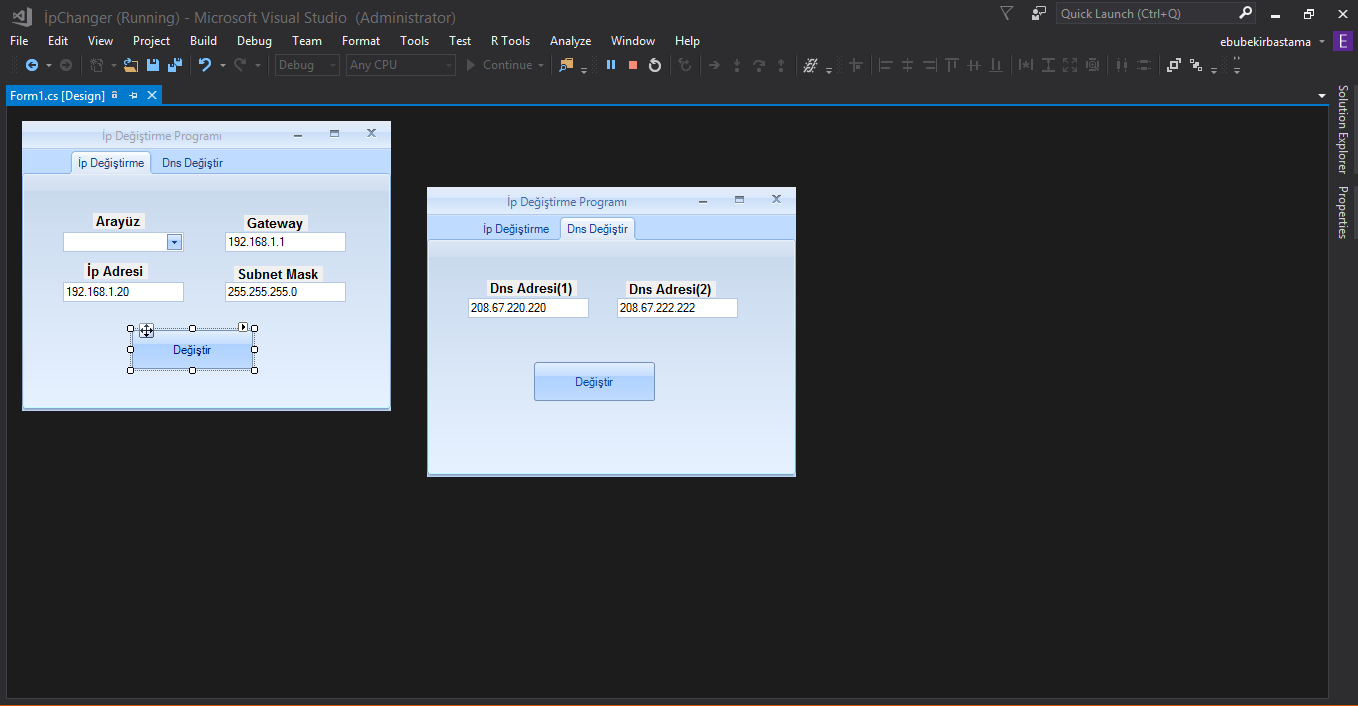 İpChanger (Running) - Microsoft Visual Studio (Administrator)
Quick Launch (Ctrl+Q)
File Edit View Project Build Debug Team Format Tools Test R Tools Analyze Window Help
ebubekirbastama E
Debug Any CPU Continue
Form1.cs [Design]
Solution Explorer
Properties
İp Değiştirme Programı
İp Değiştirme Dns Değiştir
Arayüz Gateway
192.168.1.1
İp Adresi Subnet Mask
192.168.1.20 255.255.255.0
Değiştir
İp Değiştirme Programı
İp Değiştirme Dns Değiştir
Dns Adresi(1) Dns Adresi(2)
208.67.220.220 208.67.222.222
Değiştir